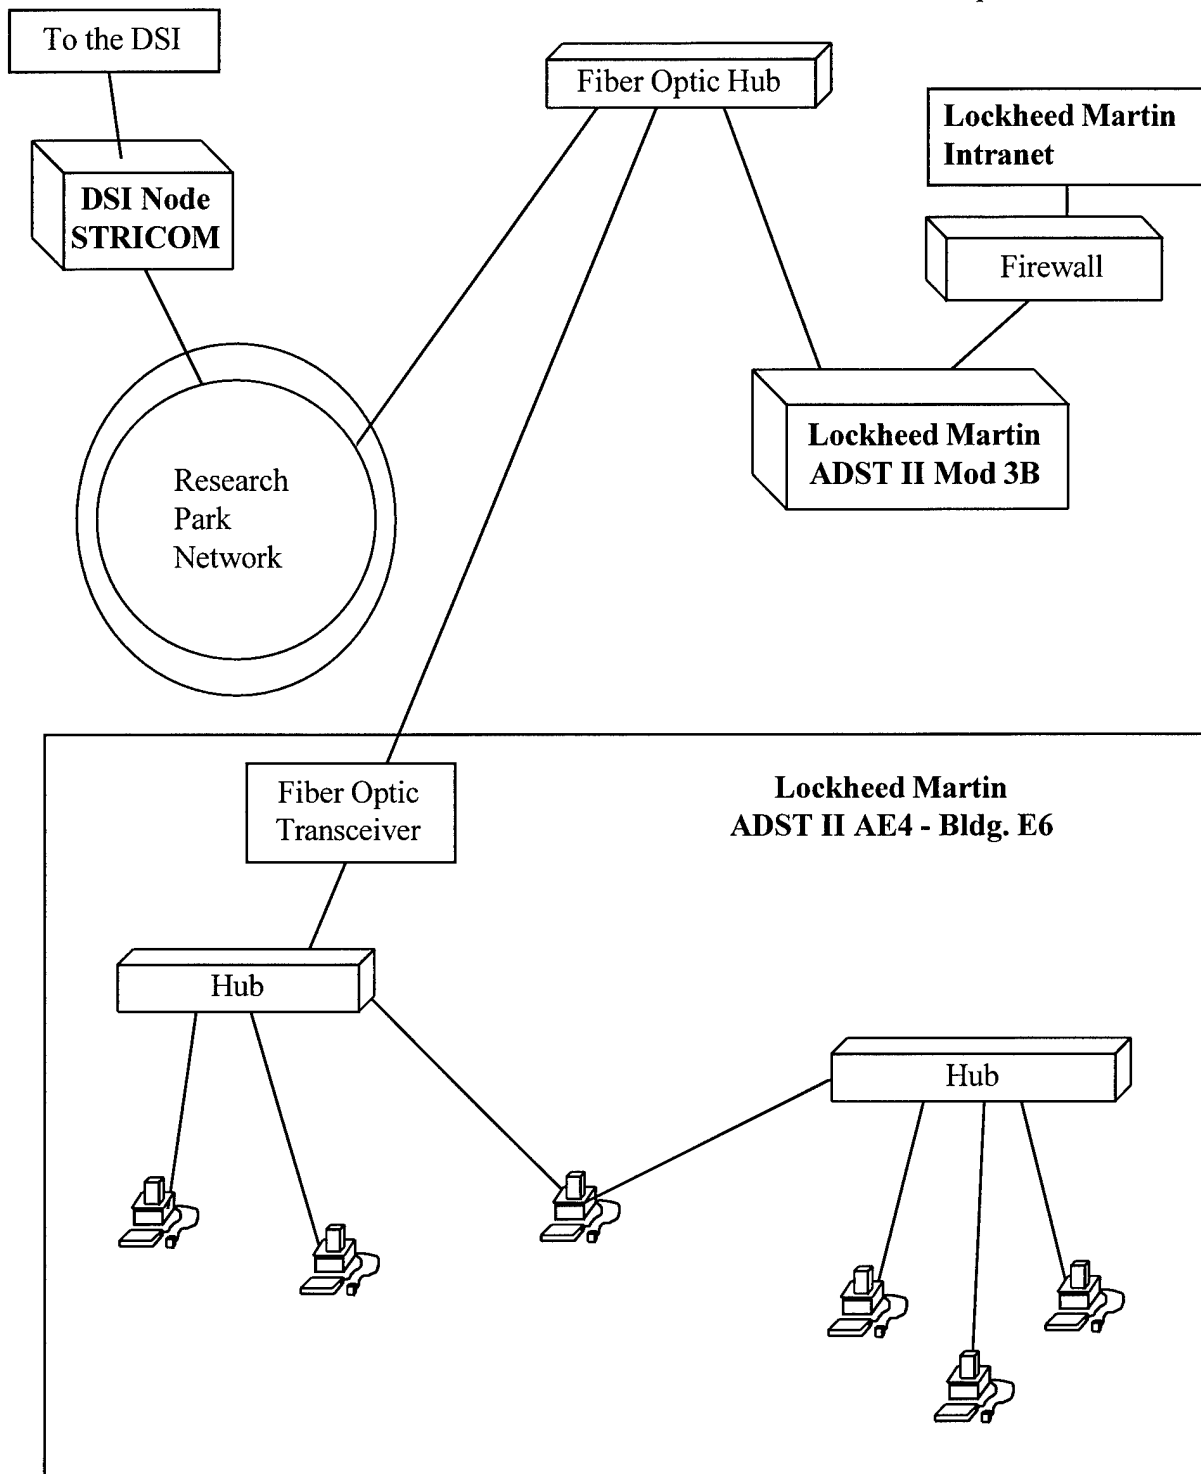 To the DSI
Fiber Optic Hub
Lockheed Martin
Intranet
DSI Node
STRICOM
Firewall
Lockheed Martin
ADST II Mod 3B
Research
Park
Network
Fiber Optic
Transceiver
Lockheed Martin
ADST II AE4 - Bldg. E6
Hub
Hub